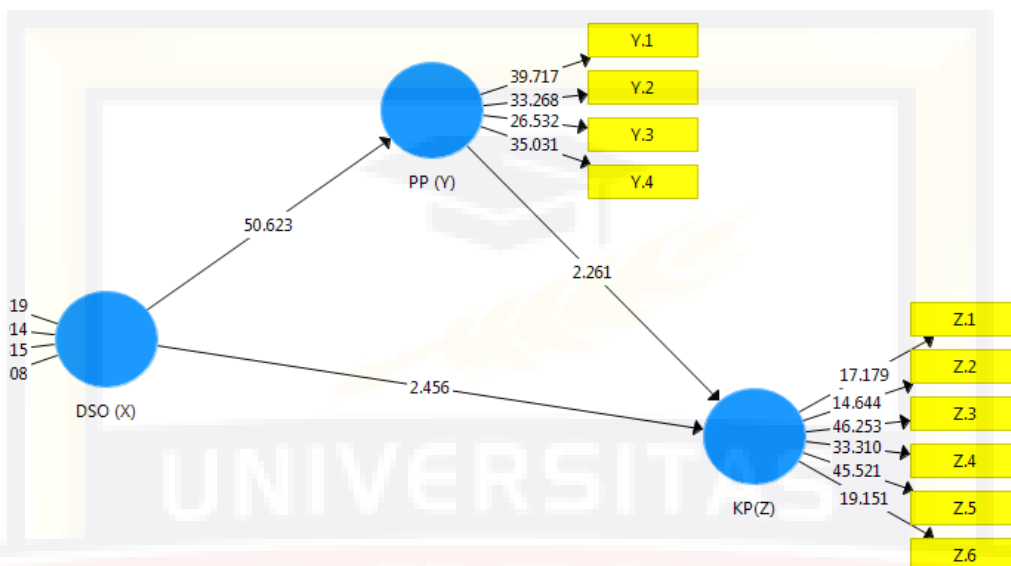 Y.1
39.717
Y.2
33.268
26.532
Y.3
35.031
PP (Y)
Y.4
50.623
2.261
19
14
15
08
Z.1
17.179
Z.2
2.456
14.644
DSO (X)
Z.3
46.253
33.310
Z.4
45.521
19.151
KP(Z)
Z.5
Z.6
UNIVERSITAS